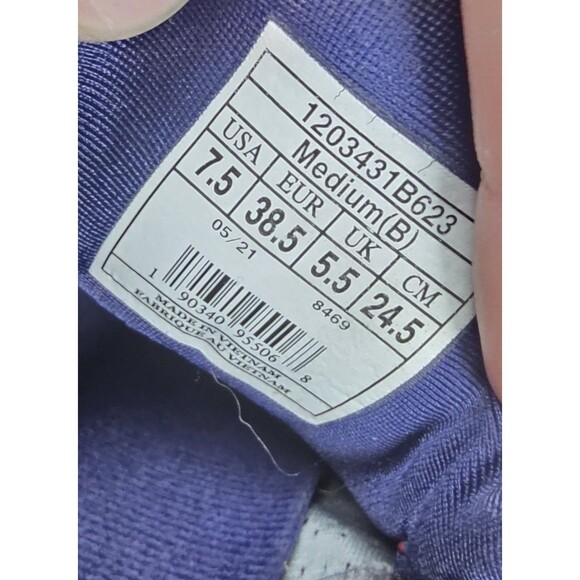 1203431B623
Medium(B)
USA EUR UK CM
7.5 38.5 5.5 24.5
05/21 8469
1 90340 95506 8
MADE IN VIETNAM
FABRIQUE AU VIETNAM